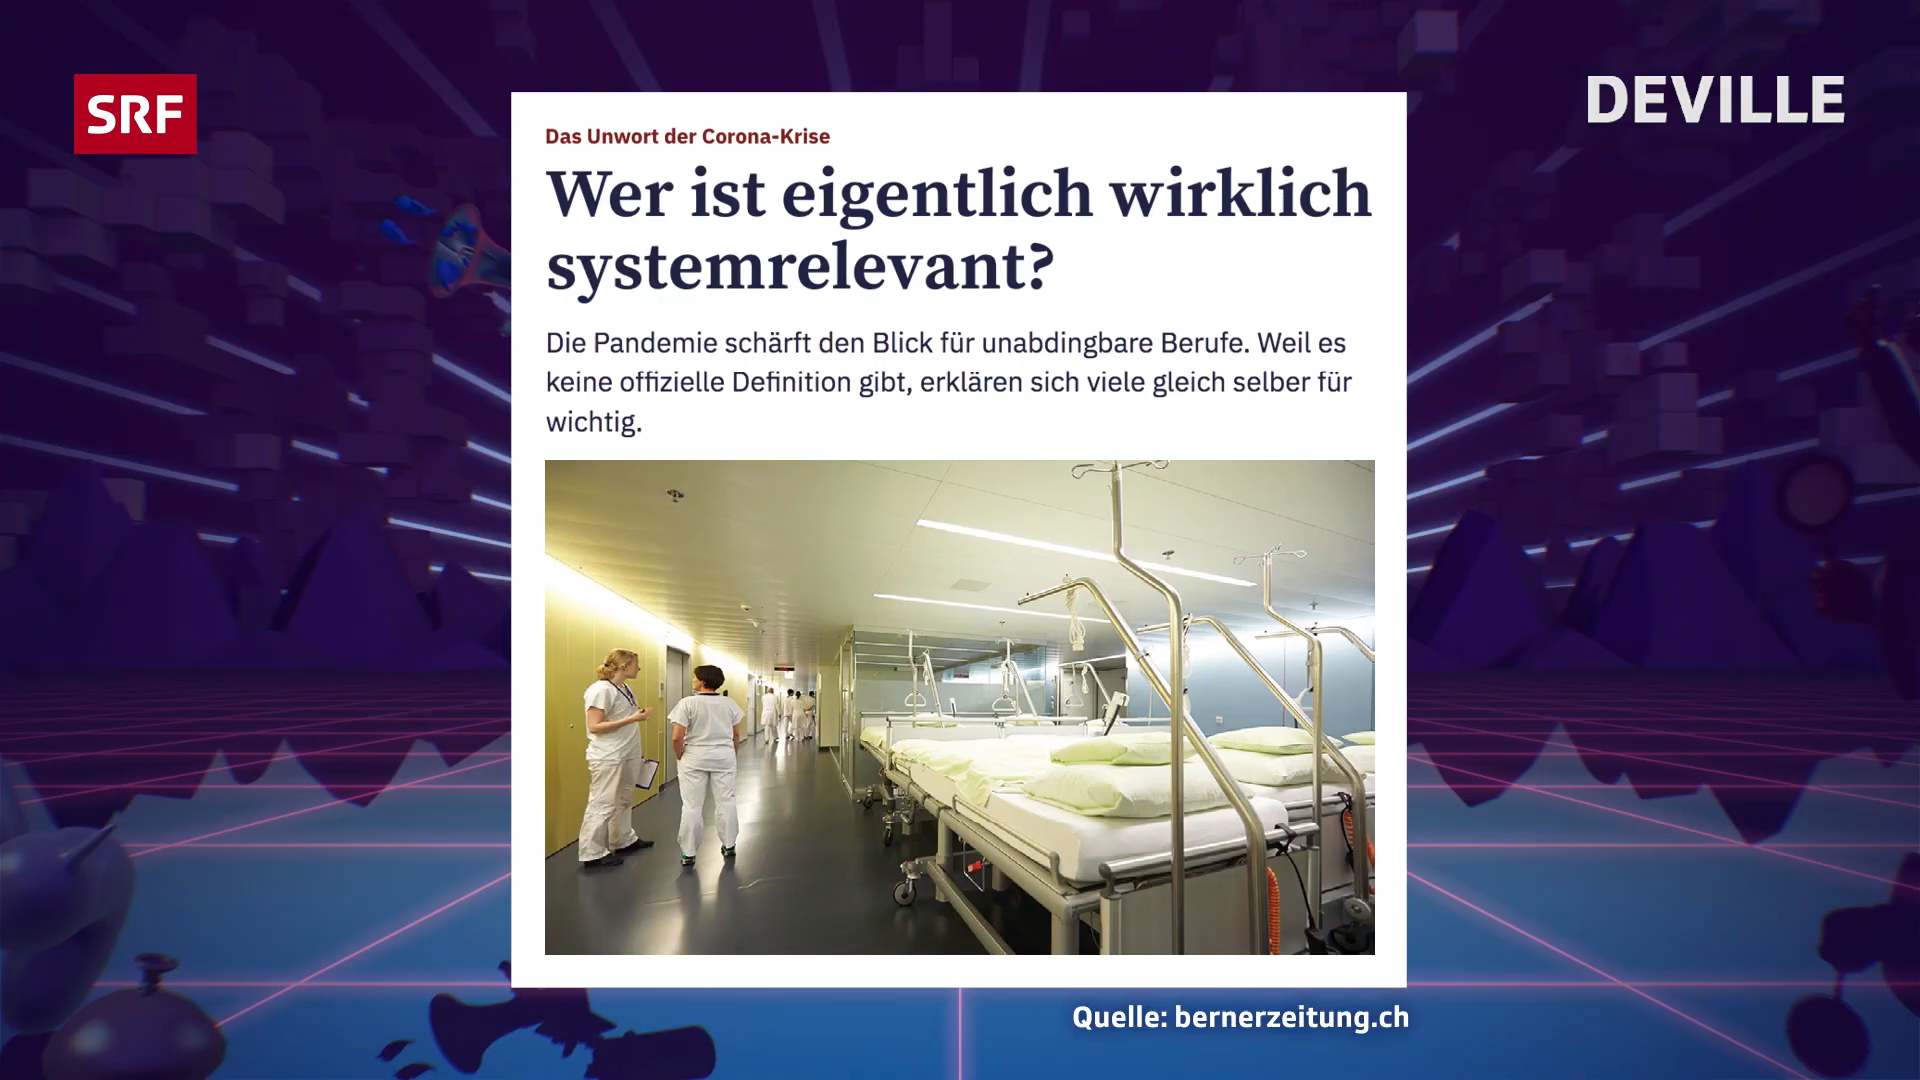 SRF
DEVILLE
Das Unwort der Corona-Krise
Wer ist eigentlich wirklich
systemrelevant?
Die Pandemie schärft den Blick für unabdingbare Berufe. Weil es
keine offizielle Definition gibt, erklären sich viele gleich selber für
wichtig.
Quelle: bernerzeitung.ch